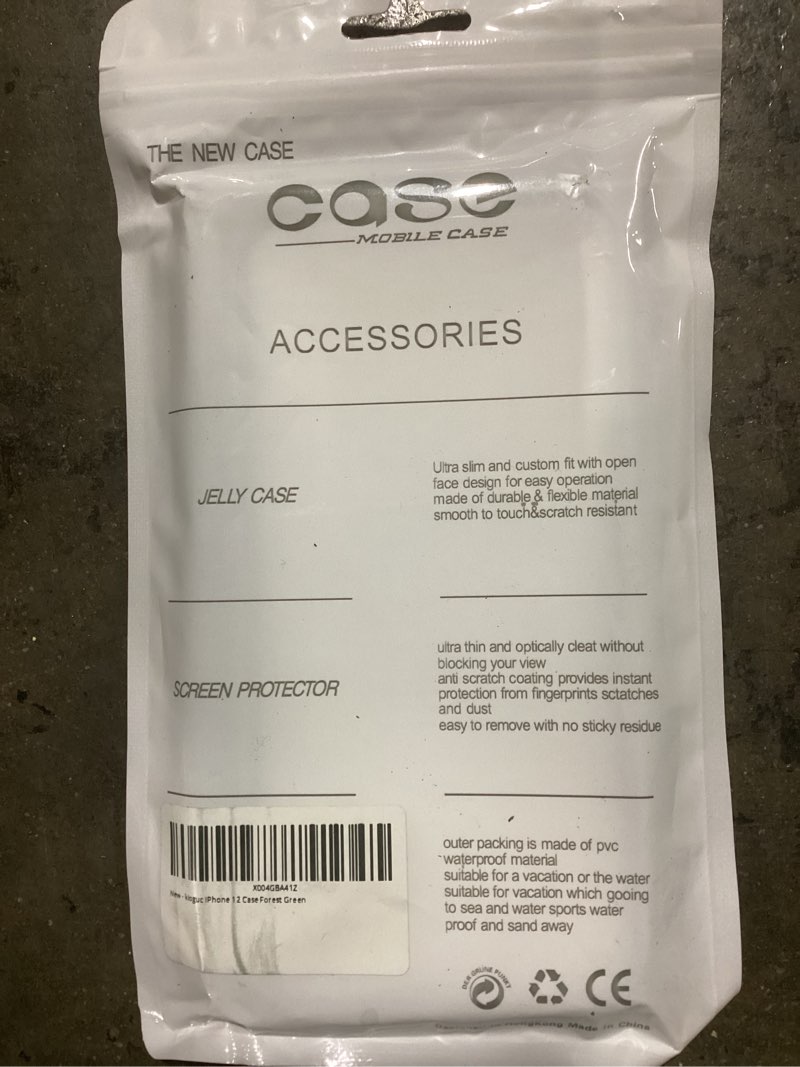 THE NEW CASE
case
MOBILE CASE
ACCESSORIES
JELLY CASE
Ultra slim and custom fit with open
face design for easy operation
made of durable & flexible material
smooth to touch&scratch resistant
SCREEN PROTECTOR
ultra thin and optically cleat without
blocking your view
anti scratch coating provides instant
protection from fingerprints sctatches
and dust
easy to remove with no sticky residue
X004GBA41Z
New - iPhone 12 Case Forest Green
outer packing is made of pvc
waterproof material
suitable for a vacation or the water
suitable for vacation which gooing
to sea and water sports water
proof and sand away
DER GRÜNE PUNKT
CE
Made in China